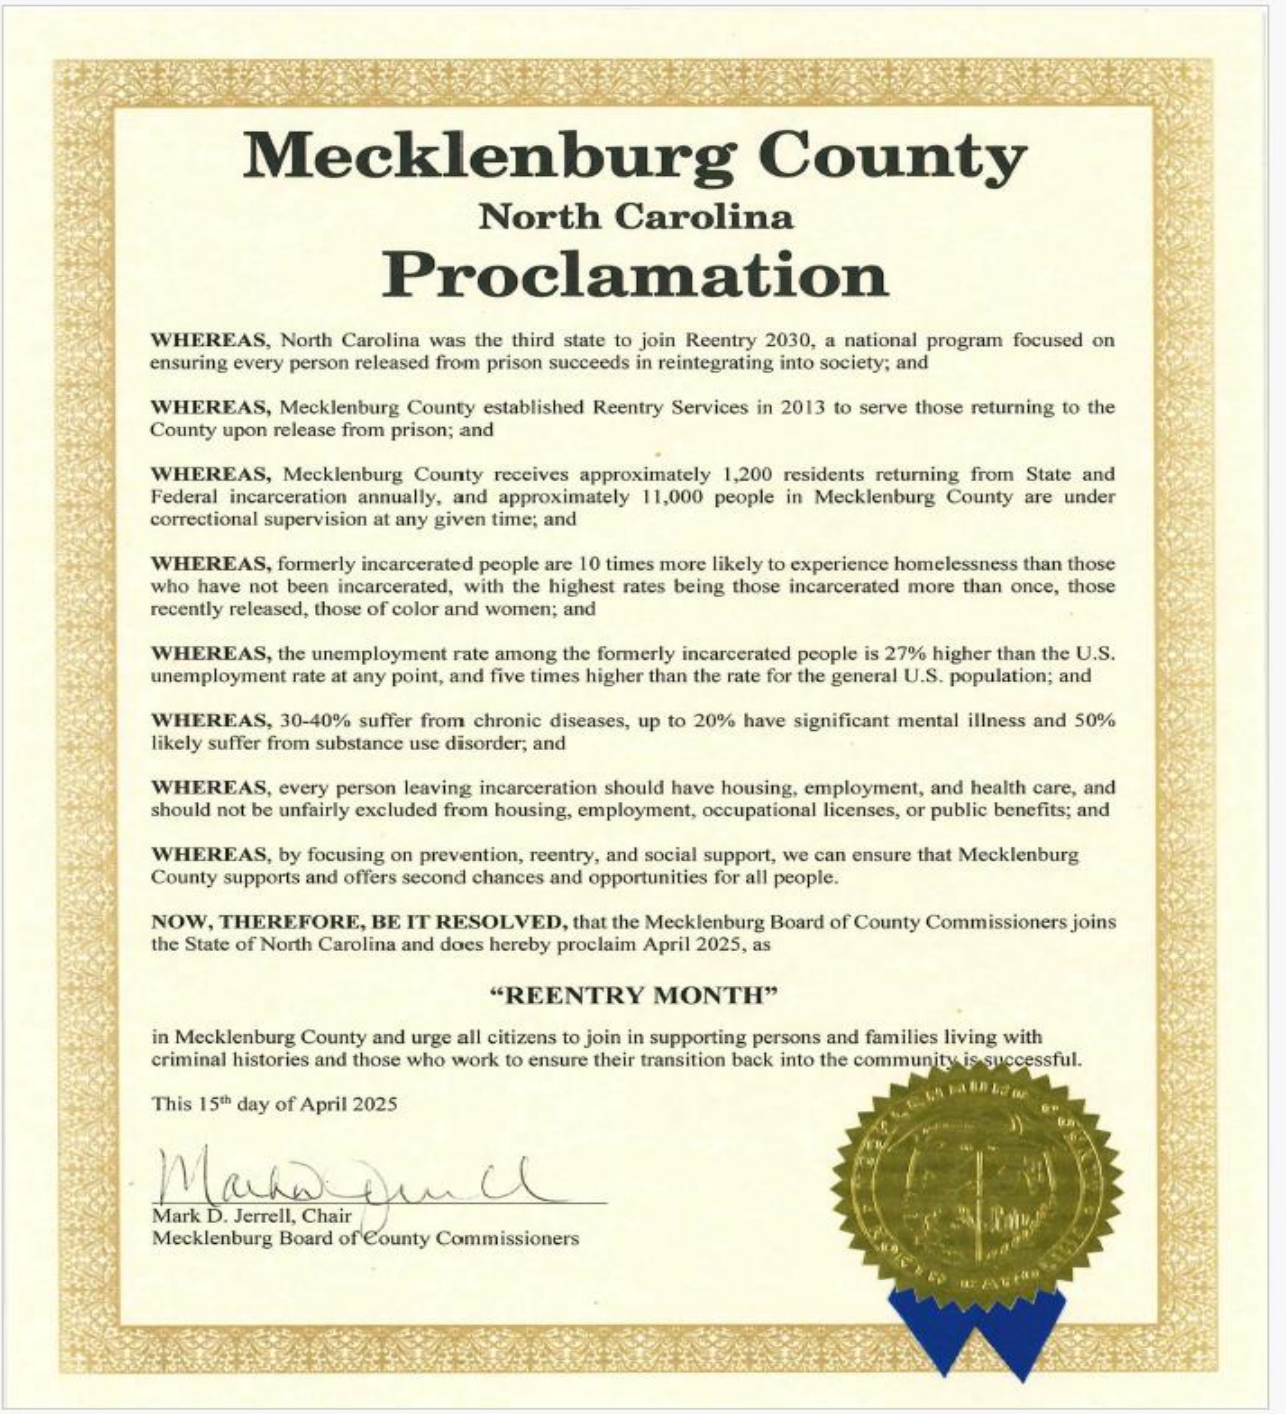 Mecklenburg County
North Carolina
Proclamation
WHEREAS, North Carolina was the third state to join Reentry 2030, a national program focused on
ensuring every person released from prison succeeds in reintegrating into society; and
WHEREAS, Mecklenburg County established Reentry Services in 2013 to serve those returning to the
County upon release from prison; and
WHEREAS, Mecklenburg County receives approximately 1,200 residents returning from State and
Federal incarceration annually, and approximately 11,000 people in Mecklenburg County are under
correctional supervision at any given time; and
WHEREAS, formerly incarcerated people are 10 times more likely to experience homelessness than those
who have not been incarcerated, with the highest rates being those incarcerated more than once, those
recently released, those of color and women; and
WHEREAS, the unemployment rate among the formerly incarcerated people is 27% higher than the U.S.
unemployment rate at any point, and five times higher than the rate for the general U.S. population; and
WHEREAS, 30-40% suffer from chronic diseases, up to 20% have significant mental illness and 50%
likely suffer from substance use disorder; and
WHEREAS, every person leaving incarceration should have housing, employment, and health care, and
should not be unfairly excluded from housing, employment, occupational licenses, or public benefits; and
WHEREAS, by focusing on prevention, reentry, and social support, we can ensure that Mecklenburg
County supports and offers second chances and opportunities for all people.
NOW, THEREFORE, BE IT RESOLVED, that the Mecklenburg Board of County Commissioners joins
the State of North Carolina and does hereby proclaim April 2025, as
“REENTRY MONTH”
in Mecklenburg County and urge all citizens to join in supporting persons and families living with
criminal histories and those who work to ensure their transition back into the community is successful.
This 15th day of April 2025
Mark D. Jerrell, Chair
Mecklenburg Board of County Commissioners